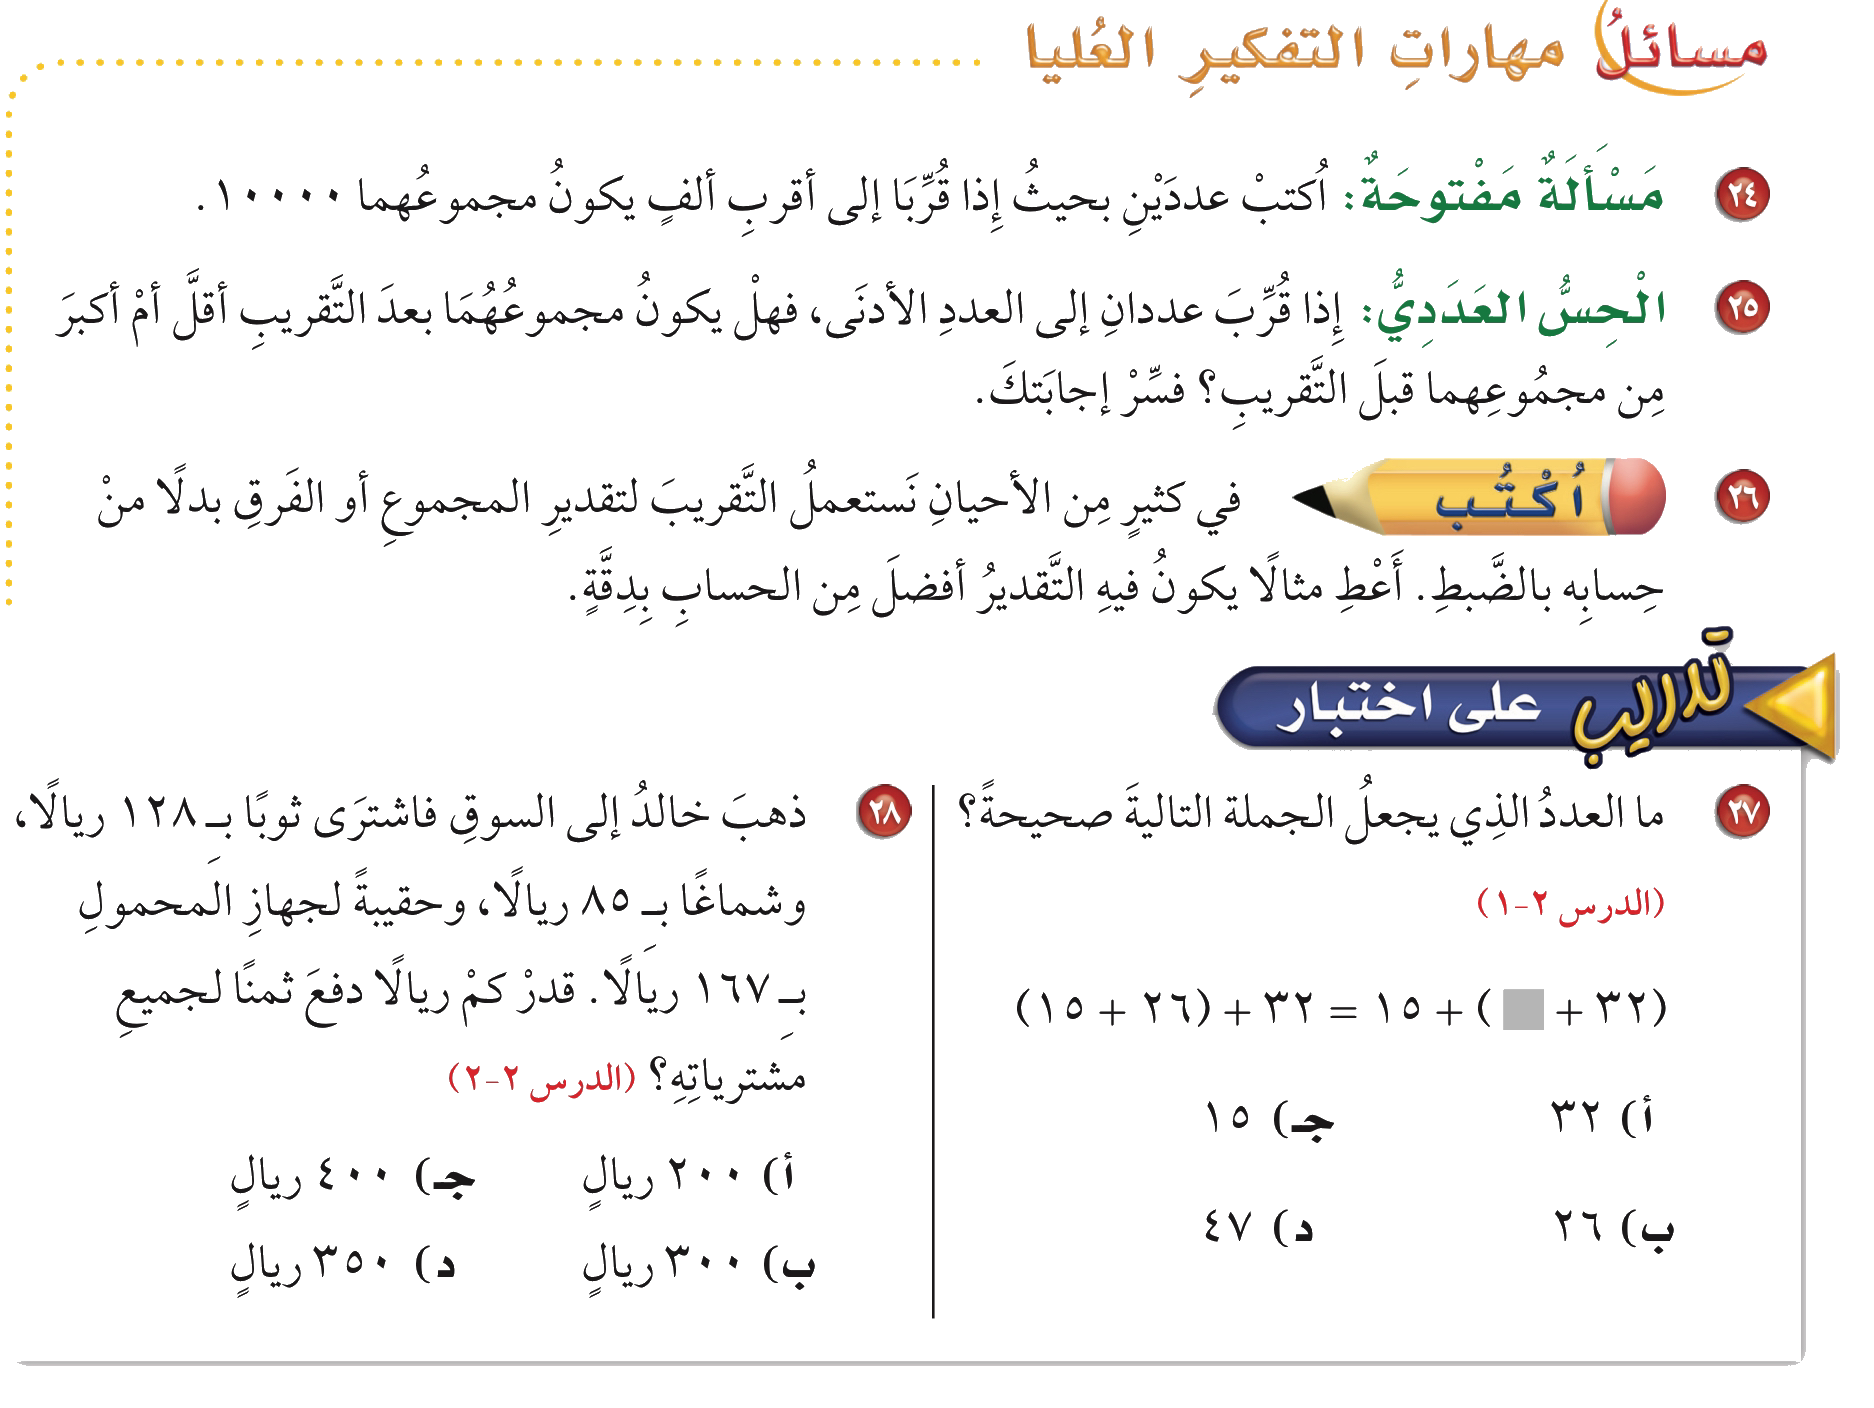 مسائلُ مهاراتِ التفكيرِ العُليا
٢٤ مَسْأَلَةٌ مَفْتوحَةٌ: اُكتبْ عددَيْنِ بحيثُ إِذا قُرِّبَا إلى أقربِ ألفٍ يكونُ مجموعُهما ١٠٠٠٠.
٢٥ الْحِسُّ العَدَدِيُّ: إِذا قُرِّبَ عددانِ إلى العددِ الأدنَى، فهلْ يكونُ مجموعُهُمَا بعدَ التَّقريبِ أقلَّ أمْ أكبرَ
مِن مجمُوعِهما قبلَ التَّقريبِ؟ فسِّرْ إجابَتكَ.
٢٦ اُكْتُب في كثيرٍ مِن الأحيانِ نَستعملُ التَّقريبَ لتقديرِ المجموعِ أو الفَرقِ بدلًا منْ
حِسابِه بالضَّبطِ. أَعْطِ مثالًا يكونُ فيهِ التَّقديرُ أفضلَ مِن الحسابِ بِدِقَّةٍ.
تدريب على اختبار
٢٧ ما العددُ الذِي يجعلُ الجملة التاليةَ صحيحةً؟
(الدرس ٢-١)
(٣٢ + ■) + ١٥ = ٣٢ + (٢٦ + ١٥)
أ) ٣٢ جـ) ١٥
ب) ٢٦ د) ٤٧
٢٨ ذهبَ خالدُ إلى السوقِ فاشترَى ثوبًا بـِ ١٢٨ ريالًا،
وشماغًا بـِ ٨٥ ريالًا، وحقيبةً لجهازِ المحمولِ
بـِ ١٦٧ ريالًا. قدرْ كمْ ريالًا دفعَ ثمنًا لجميعِ
مشترياتِهِ؟ (الدرس ٢-٢)
أ) ٢٠٠ ريالٍ جـ) ٤٠٠ ريالٍ
ب) ٣٠٠ ريالٍ د) ٣٥٠ ريالٍ